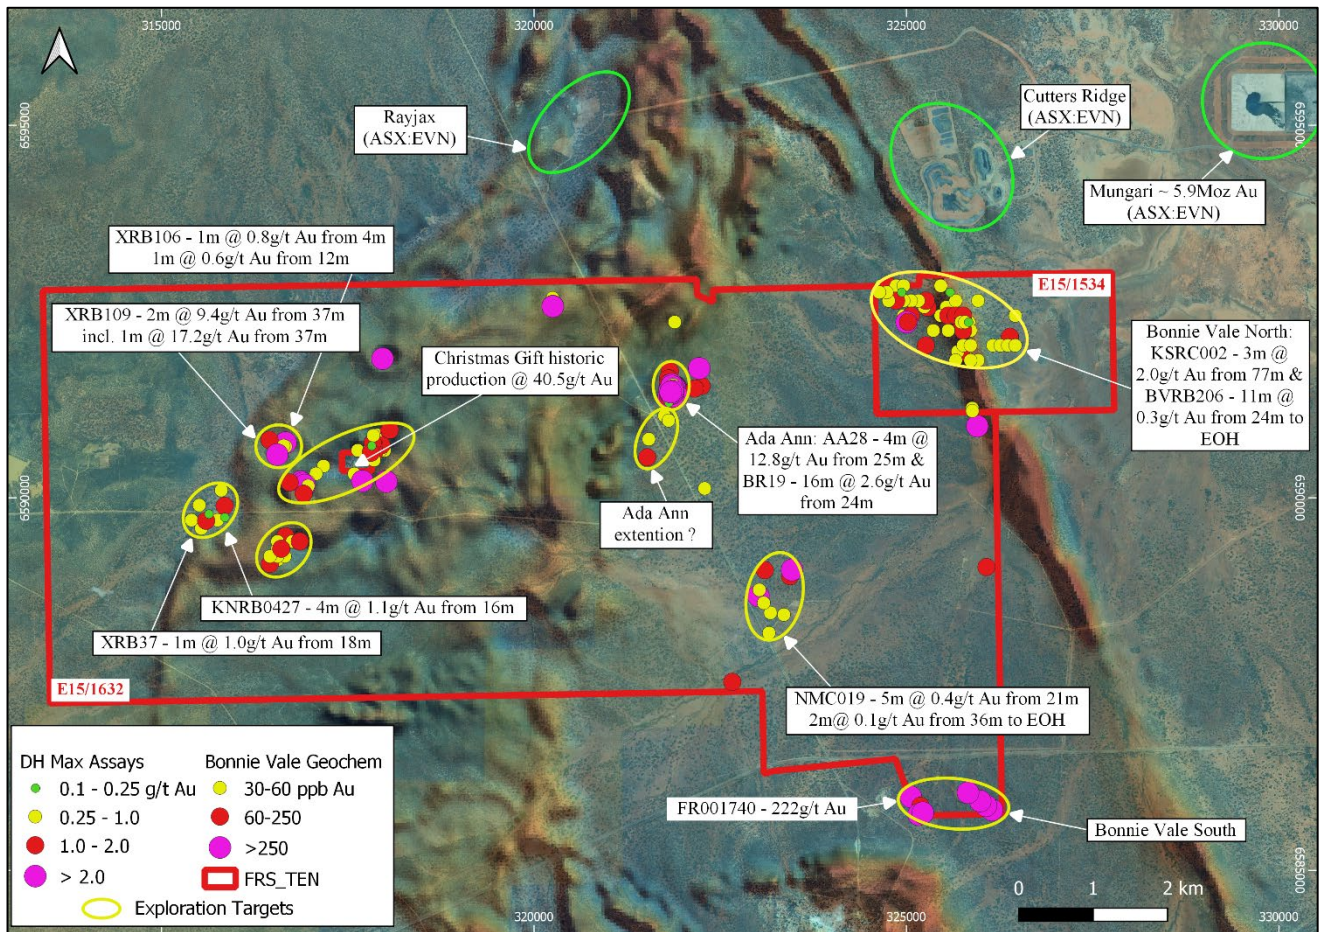 315000
320000
325000
330000
6595000
6595000
Rayjax
(ASX:EVN)
Cutters Ridge
(ASX:EVN)
Mungari ~ 5.9Moz Au
(ASX:EVN)
XRB106 - 1m @ 0.8g/t Au from 4m
1m @ 0.6g/t Au from 12m
XRB109 - 2m @ 9.4g/t Au from 37m
incl. 1m @ 17.2g/t Au from 37m
Christmas Gift historic
production @ 40.5g/t Au
E15/1534
Bonnie Vale North:
KSRC002 - 3m @
2.0g/t Au from 77m &
BVRB206 - 11m @
0.3g/t Au from 24m to
EOH
Ada Ann: AA28 - 4m @
12.8g/t Au from 25m &
BR19 - 16m @ 2.6g/t Au
from 24m
6590000
6590000
Ada Ann
extention ?
KNRB0427 - 4m @ 1.1g/t Au from 16m
XRB37 - 1m @ 1.0g/t Au from 18m
E15/1632
NMC019 - 5m @ 0.4g/t Au from 21m
2m@ 0.1g/t Au from 36m to EOH
FR001740 - 222g/t Au
Bonnie Vale South
DH Max Assays
0.1 - 0.25 g/t Au
0.25 - 1.0
1.0 - 2.0
> 2.0
Bonnie Vale Geochem
30-60 ppb Au
60-250
>250
FRS_TEN
Exploration Targets
0 1 2 km
6585000
315000
320000
325000
330000